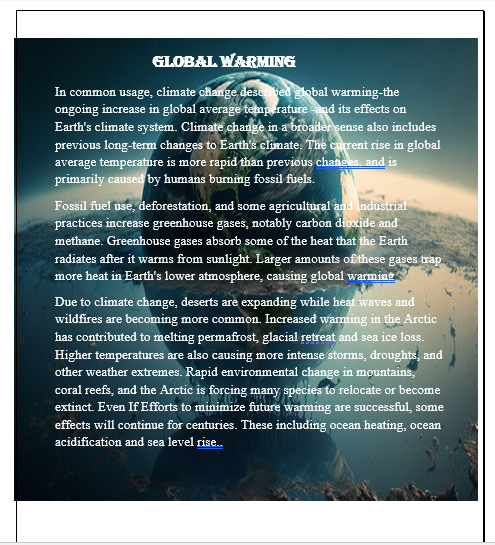 GLOBAL WARMING
In common usage, climate change described global warming-the
ongoing increase in global average temperature -and its effects on
Earth's climate system. Climate change in a broader sense also includes
previous long-term changes to Earth's climate. The current rise in global
average temperature is more rapid than previous changes, and is
primarily caused by humans burning fossil fuels.
Fossil fuel use, deforestation, and some agricultural and industrial
practices increase greenhouse gases, notably carbon dioxide and
methane. Greenhouse gases absorb some of the heat that the Earth
radiates after it warms from sunlight. Larger amounts of these gases trap
more heat in Earth's lower atmosphere, causing global warming.
Due to climate change, deserts are expanding while heat waves and
wildfires are becoming more common. Increased warming in the Arctic
has contributed to melting permafrost, glacial retreat and sea ice loss.
Higher temperatures are also causing more intense storms, droughts, and
other weather extremes. Rapid environmental change in mountains,
coral reefs, and the Arctic is forcing many species to relocate or become
extinct. Even If Efforts to minimize future warming are successful, some
effects will continue for centuries. These including ocean heating, ocean
acidification and sea level rise..